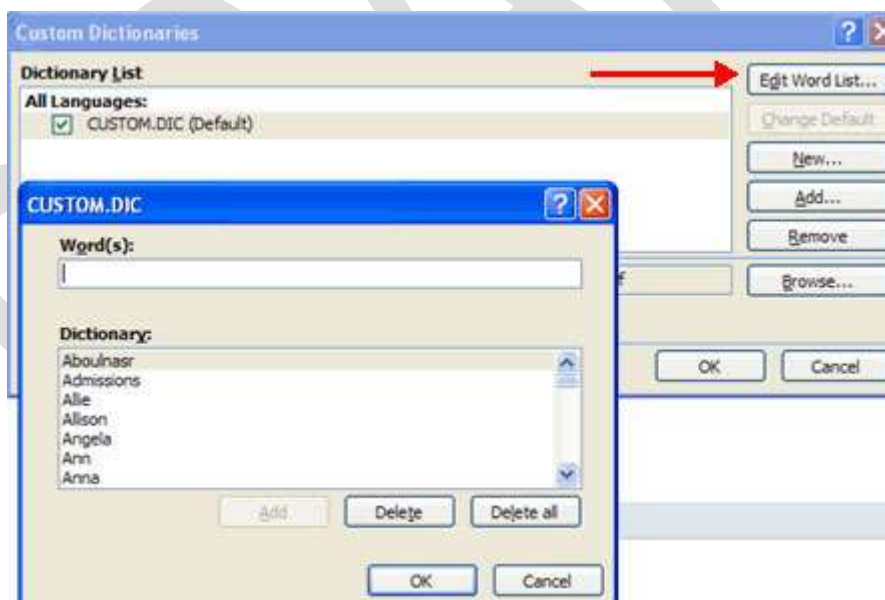 Custom Dictionaries
Dictionary List
All Languages:
CUSTOM.DIC (Default)
Edit Word List...
Change Default
New...
Add...
Remove
Browse...
OK
Cancel
CUSTOM.DIC
Word(s):
Dictionary:
Aboulnasr
Admissions
Allie
Allison
Angela
Ann
Anna
Add
Delete
Delete all
OK
Cancel